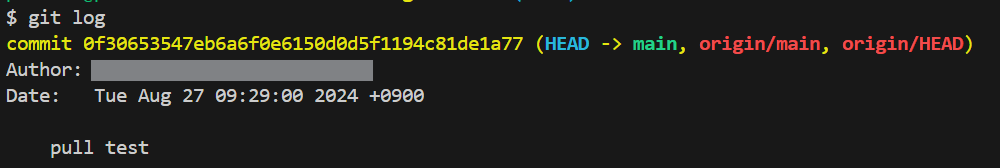 $ git log
commit 0f30653547eb6a6f0e6150d0d5f1194c81de1a77 (HEAD -> main, origin/main, origin/HEAD)
Author:
Date:   Tue Aug 27 09:29:00 2024 +0900
pull test